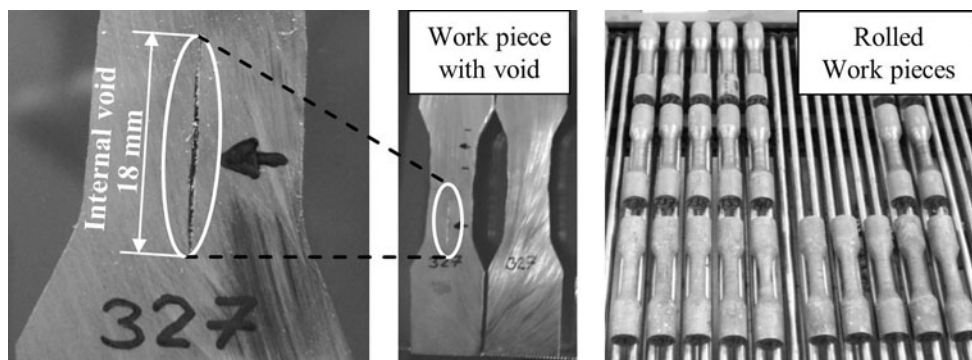 Internal void
18 mm
327
Work piece
with void
327
327
Rolled
Work pieces